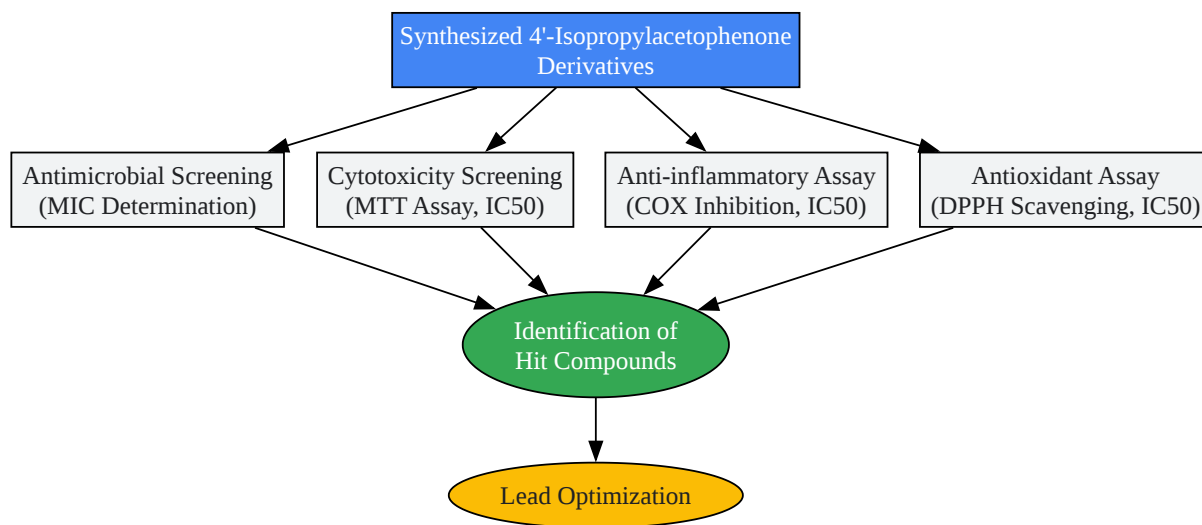 Synthesized 4'-Isopropylacetophenone
Derivatives
Antimicrobial Screening
(MIC Determination)
Cytotoxicity Screening
(MTT Assay, IC50)
Anti-inflammatory Assay
(COX Inhibition, IC50)
Antioxidant Assay
(DPPH Scavenging, IC50)
Identification of
Hit Compounds
Lead Optimization